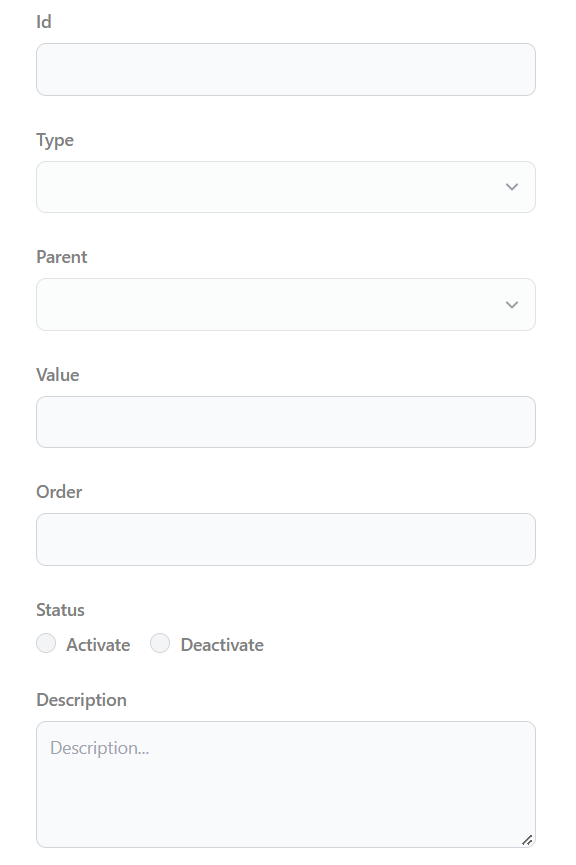 Id
Type
Parent
Value
Order
Status
Activate Deactivate
Description
Description...